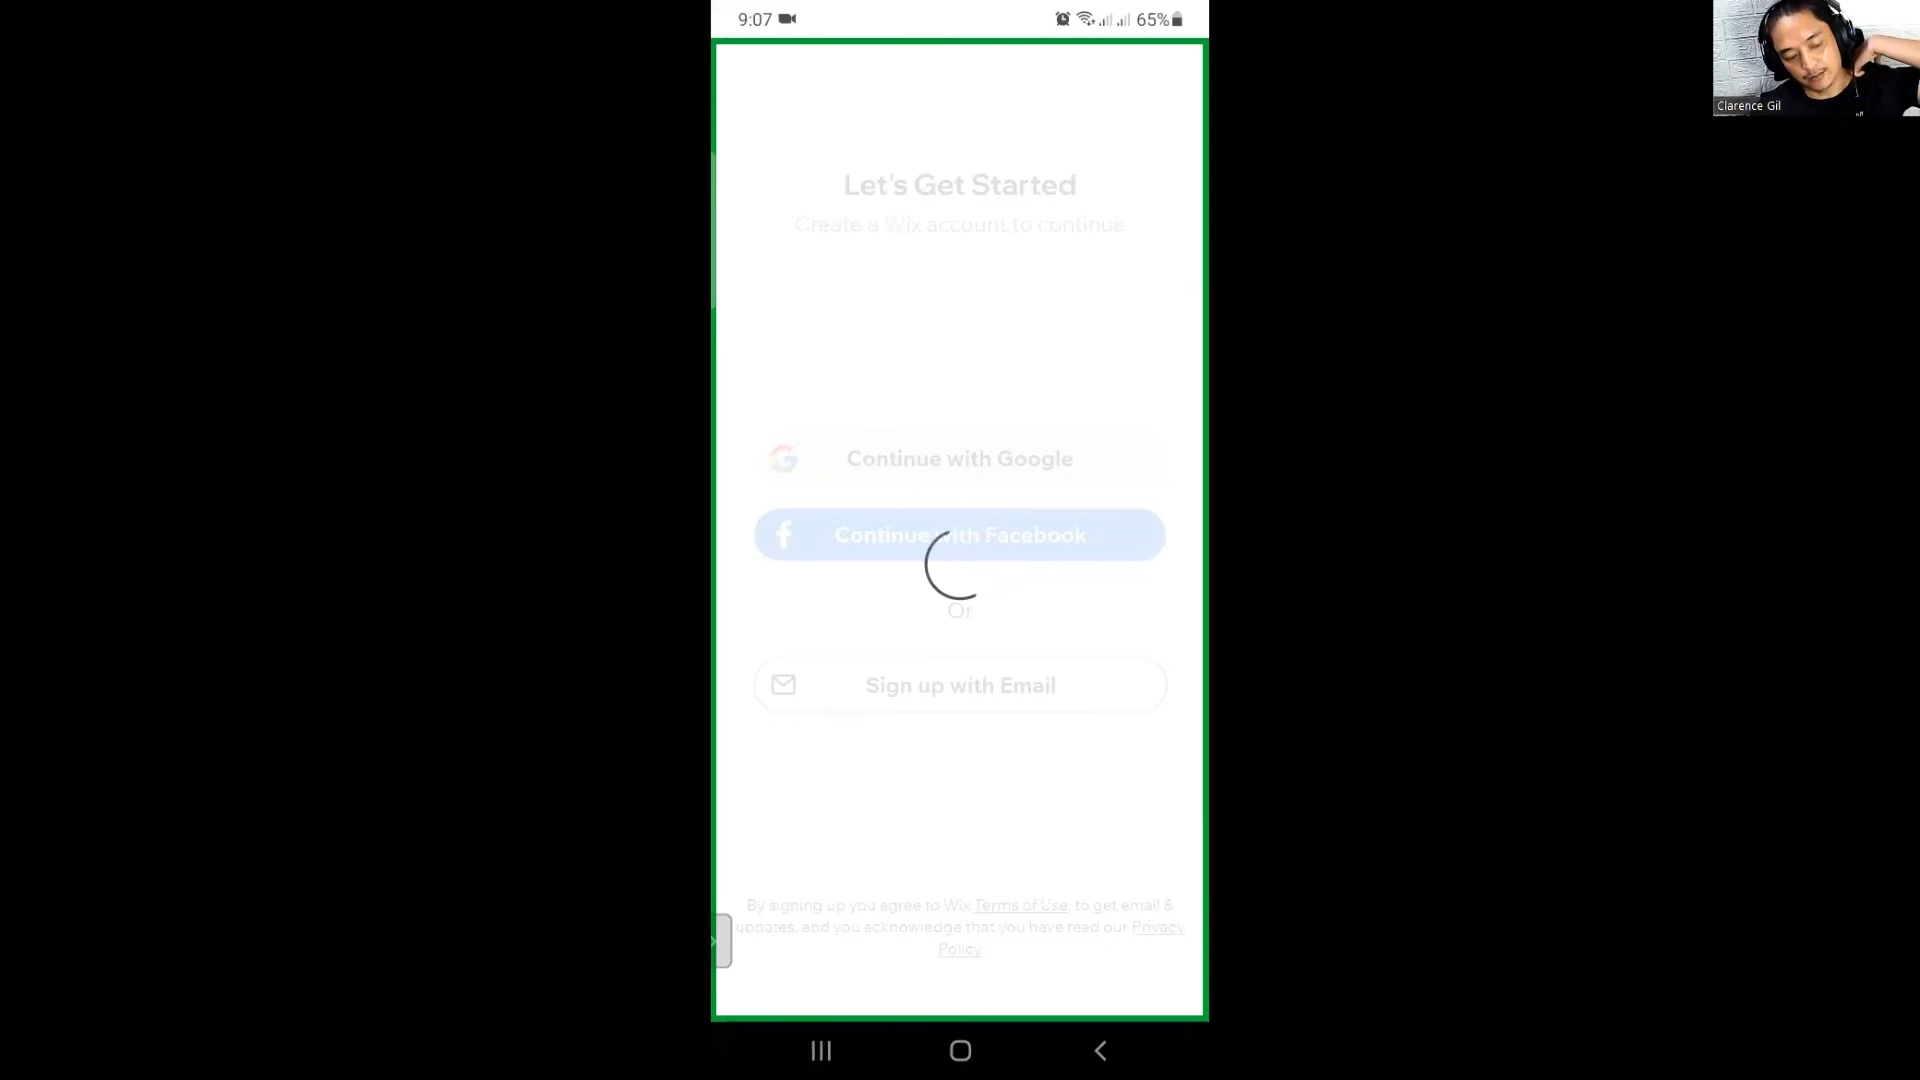 9:07
65%
Clarence Gil
Let's Get Started
Create a Wix account to continue
Continue with Google
Continue with Facebook
Or
Sign up with Email
By signing up you agree to Wix Terms of Use, to get email &
updates, and you acknowledge that you have read our Privacy
Policy